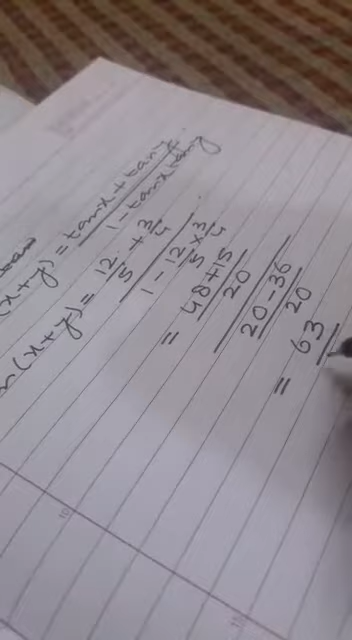 tan
(x+y) = tanx + tany / 1 - tanx tany
n(x+y) = 12/5 + 3/4 / 1 - 12/5 × 3/4
= 48+15/20 / 20-36/20
= 63